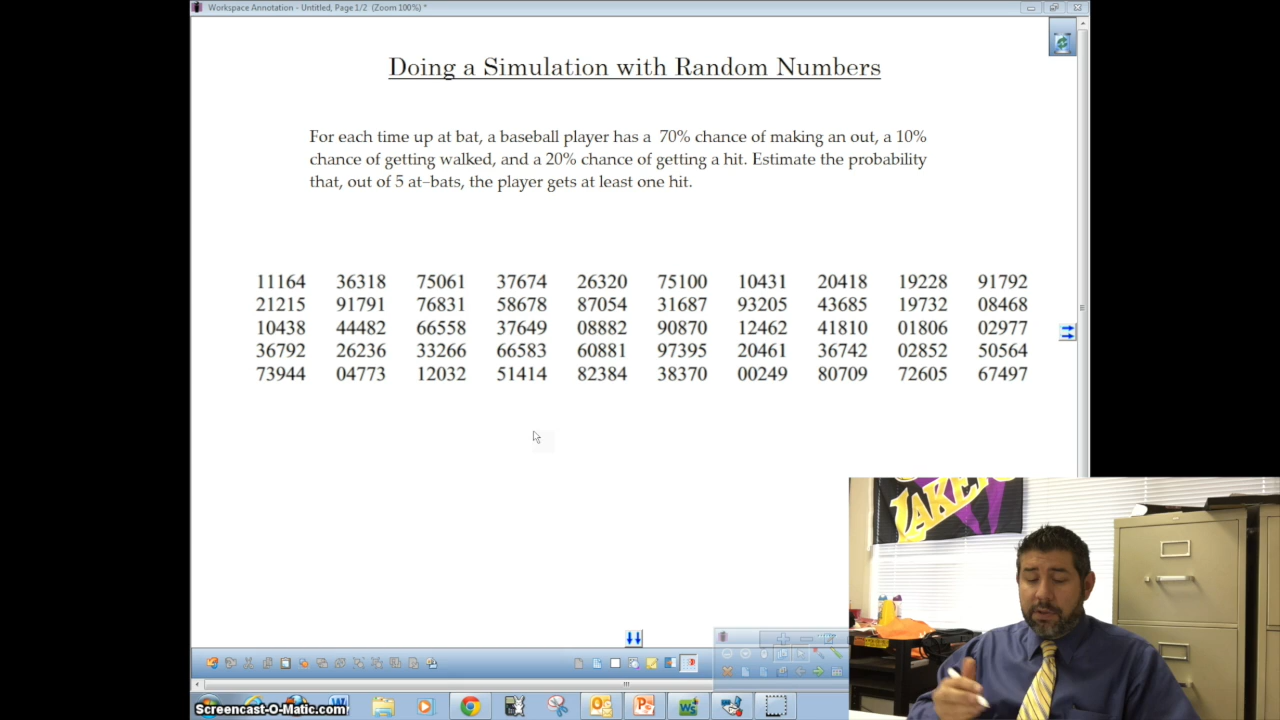 Workspace Annotation - Untitled, Page 1/2 (Zoom 100%) *
Doing a Simulation with Random Numbers
For each time up at bat, a baseball player has a 70% chance of making an out, a 10%
chance of getting walked, and a 20% chance of getting a hit. Estimate the probability
that, out of 5 at–bats, the player gets at least one hit.
11164 36318 75061 37674 26320 75100 10431 20418 19228 91792
21215 91791 76831 58678 87054 31687 93205 43685 19732 08468
10438 44482 66558 37649 08882 90870 12462 41810 01806 02977
36792 26236 33266 66583 60881 97395 20461 36742 02852 50564
73944 04773 12032 51414 82384 38370 00249 80709 72605 67497
LAKERS
Screencast-O-Matic.com